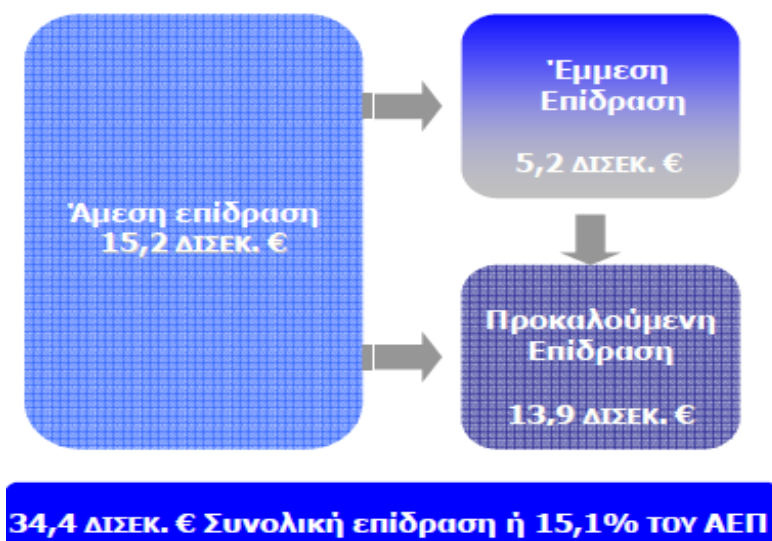 Άμεση επίδραση
15,2 ΔΙΣΕΚ. €
Έμμεση
Επίδραση
5,2 ΔΙΣΕΚ. €
Προκαλούμενη
Επίδραση
13,9 ΔΙΣΕΚ. €
34,4 ΔΙΣΕΚ. € Συνολική επίδραση ή 15,1% ΤΟΥ ΑΕΠ